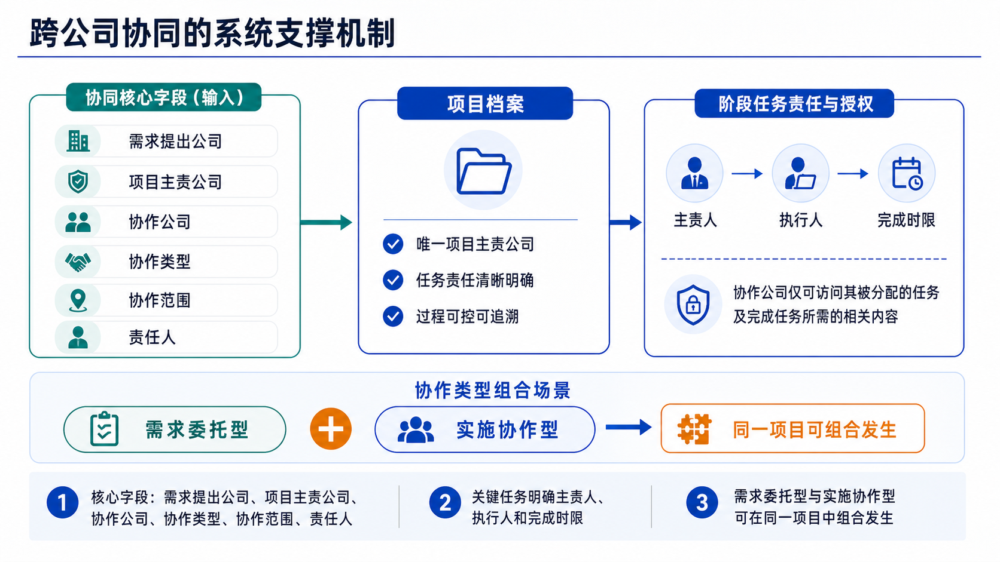 跨公司协同的系统支撑机制
协同核心字段（输入）
需求提出公司
项目主责公司
协作公司
协作类型
协作范围
责任人
项目档案
唯一项目主责公司
任务责任清晰明确
过程可控可追溯
阶段任务责任与授权
主责人
执行人
完成时限
协作公司仅可访问其被分配的任务
及完成任务所需的相关内容
协作类型组合场景
需求委托型
实施协作型
同一项目可组合发生
1
核心字段：需求提出公司、项目主责公司、
协作公司、协作类型、协作范围、责任人
2
关键任务明确主责人、
执行人和完成时限
3
需求委托型与实施协作型
可在同一项目中组合发生